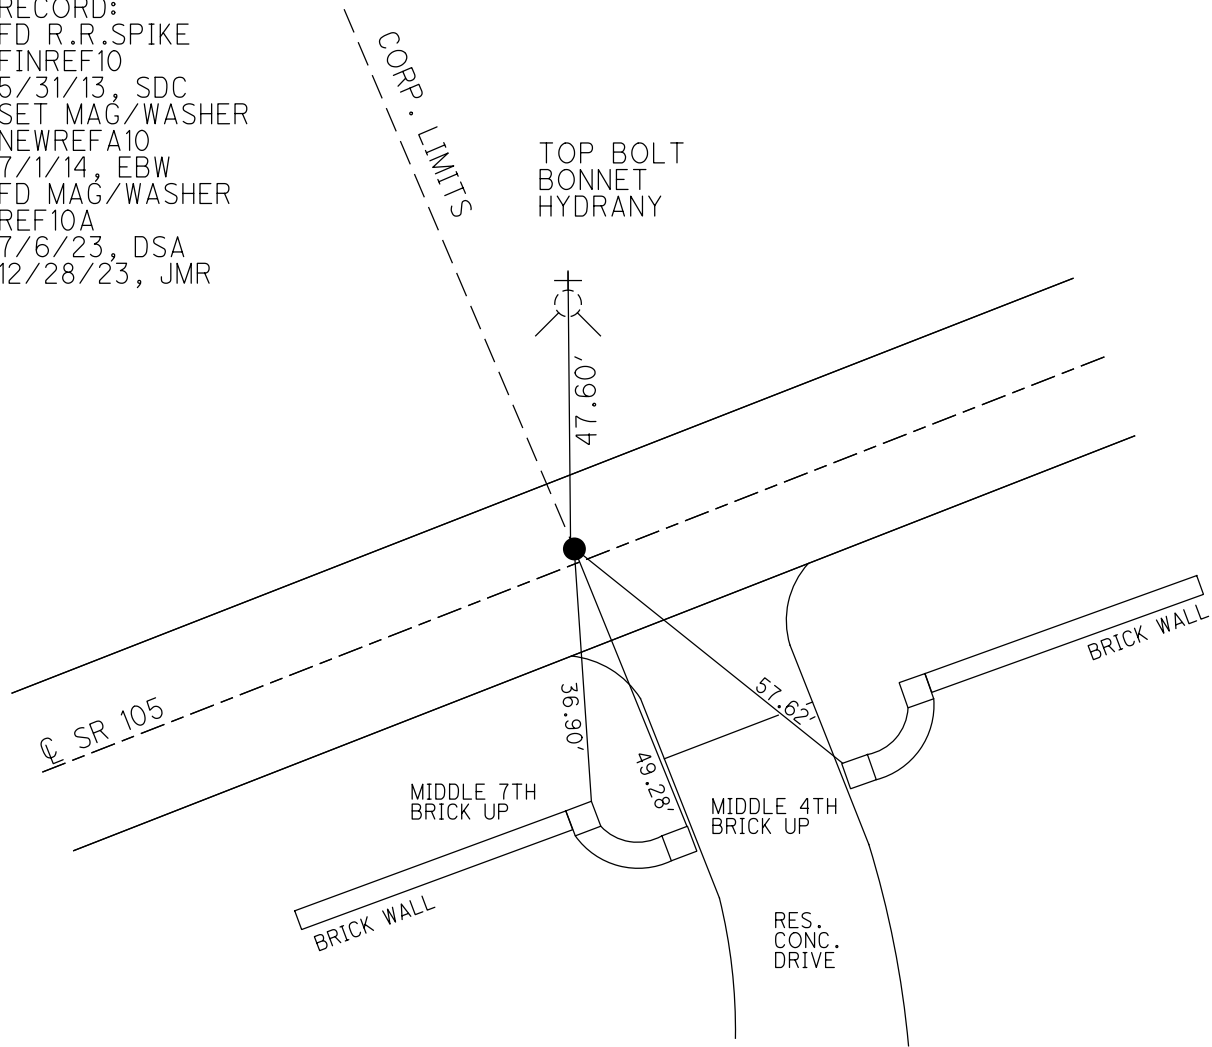 RECORD:
FD R.R.SPIKE
FINREF10
5/31/13, SDC
SET MAG/WASHER
NEWREFA10
7/1/14, EBW
FD MAG/WASHER
REF10A
7/6/23, DSA
12/28/23, JMR
CORP. LIMITS
TOP BOLT
BONNET
HYDRANY
47.60'
℄ SR 105
36.90'
49.28'
57.62'
BRICK WALL
MIDDLE 7TH
BRICK UP
MIDDLE 4TH
BRICK UP
BRICK WALL
RES.
CONC.
DRIVE